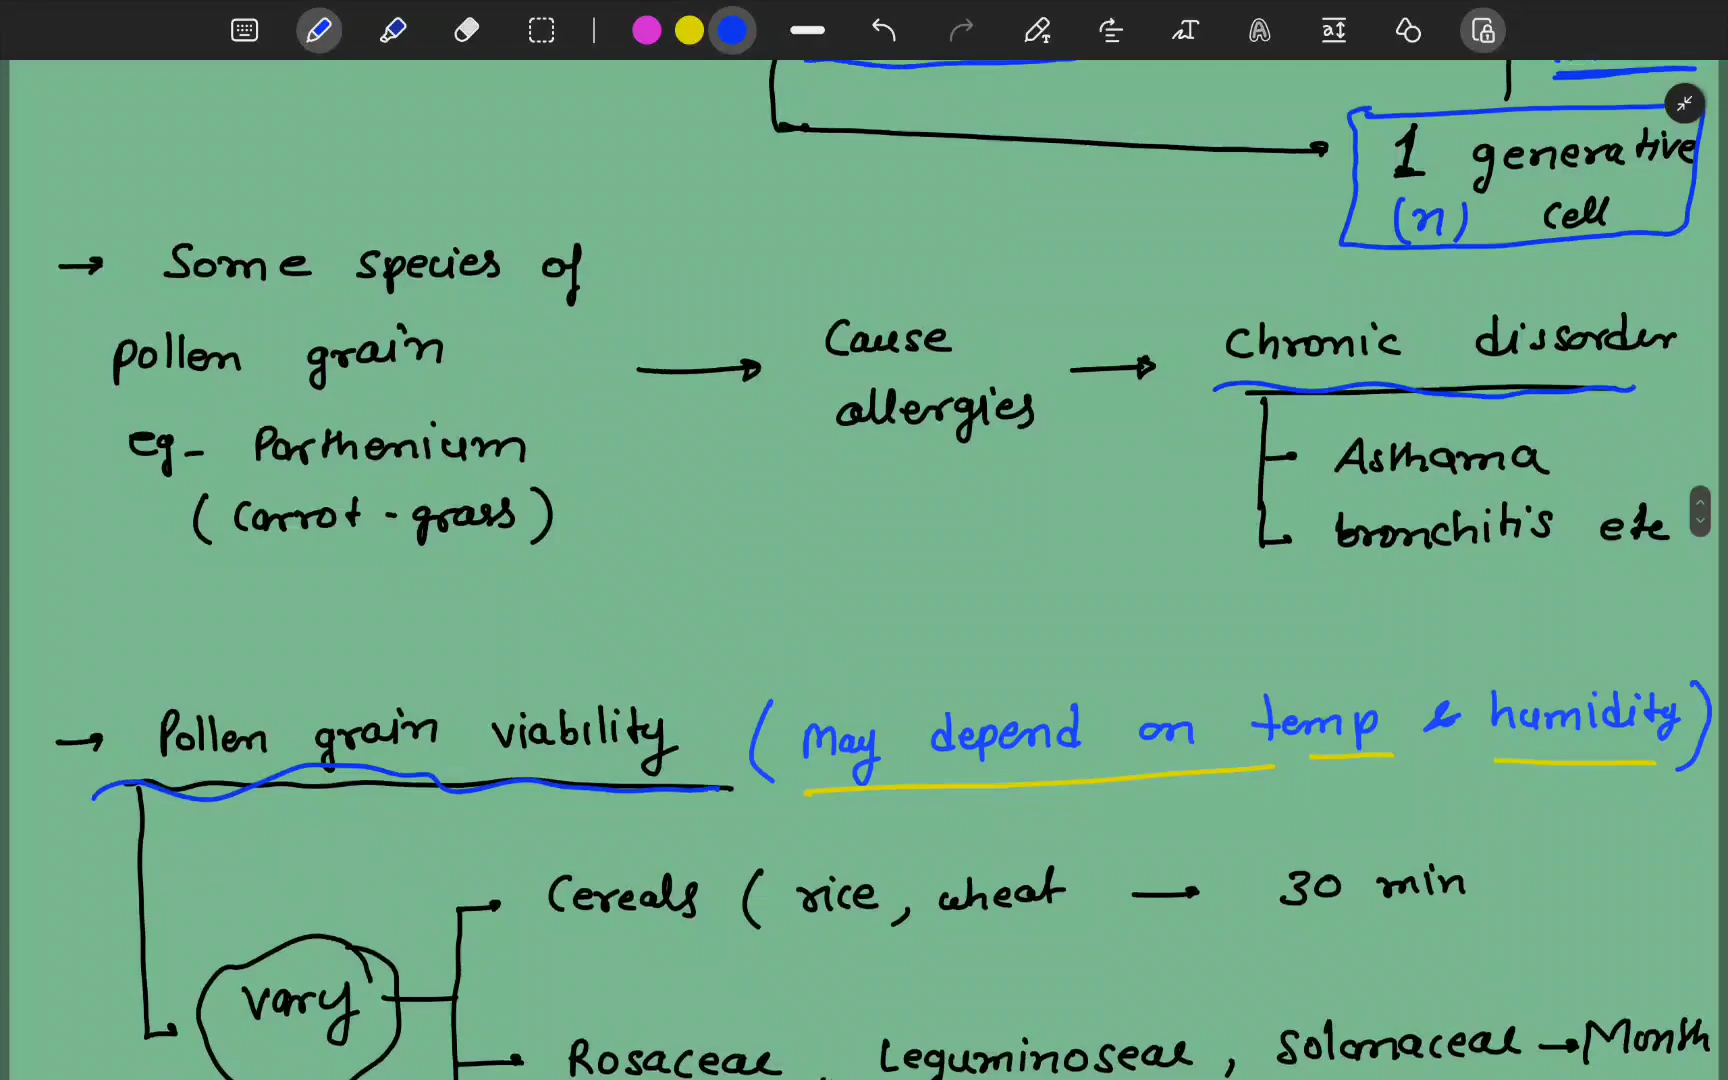 1 generative
(n) cell
→ Some species of
pollen grain → Cause allergies → Chronic dissorder
eg- Parthenium
(carrot-grass)
Asthama
bronchitis etc
→ Pollen grain viability (may depend on temp & humidity)
Cereals (rice, wheat → 30 min
vary
Rosaceae, Leguminoseae, Solanaceae → Month